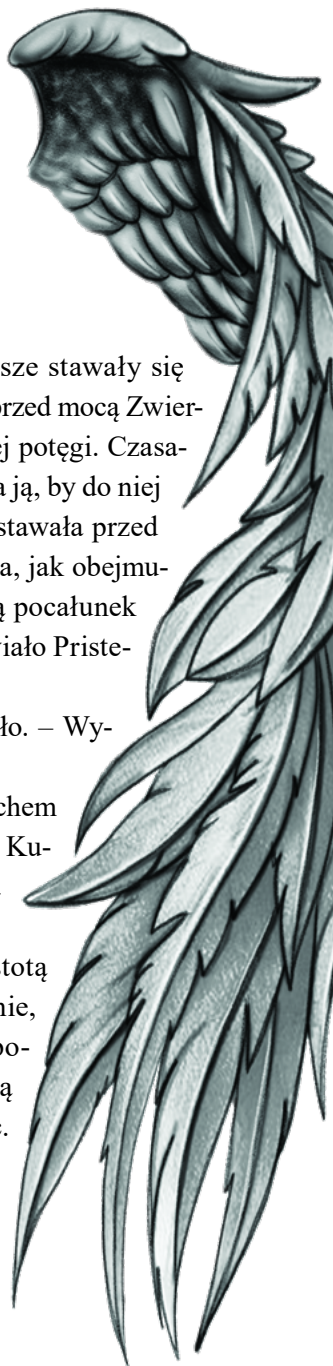 sze stawały się
przed mocą Zwier-
ej potęgi. Czasa-
a ją, by do niej
stawała przed
a, jak obejmu-
ą pocałunek
iało Priste-
ło. – Wy-
chem
Ku-
totą
nie,
po-
ą